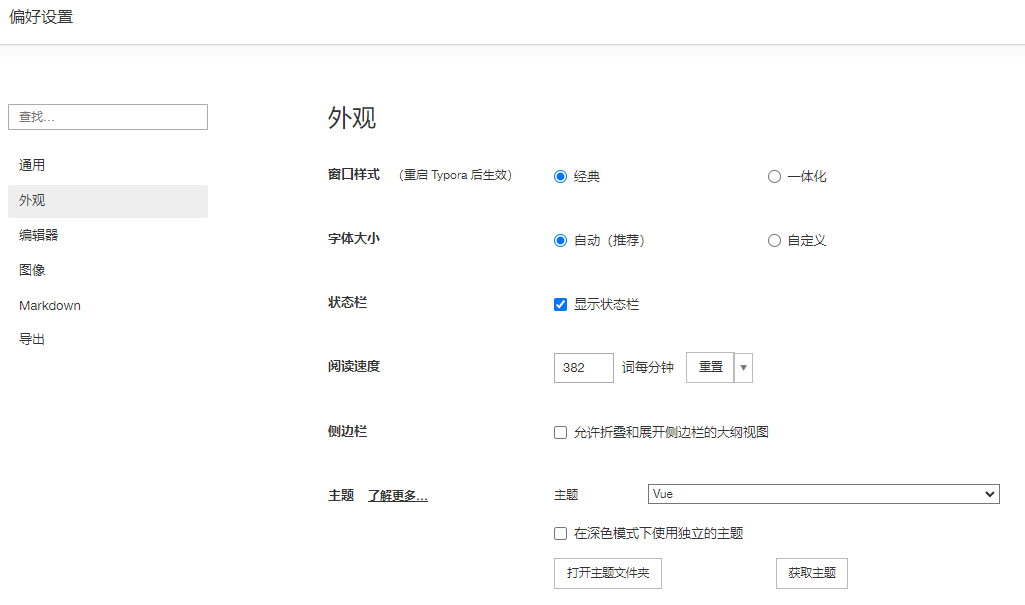 偏好设置
查找...
通用
外观
编辑器
图像
Markdown
导出
外观
窗口样式 （重启 Typora 后生效） 经典 一体化
字体大小 自动（推荐） 自定义
状态栏 显示状态栏
阅读速度 382 词每分钟 重置
侧边栏 允许折叠和展开侧边栏的大纲视图
主题 了解更多... 主题 Vue
在深色模式下使用独立的主题
打开主题文件夹 获取主题